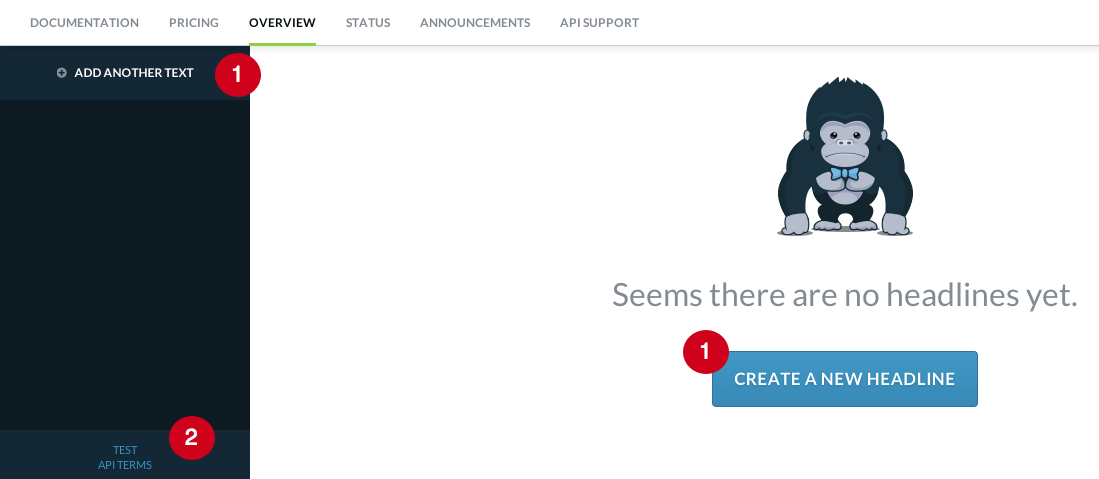 DOCUMENTATION PRICING OVERVIEW STATUS ANNOUNCEMENTS API SUPPORT
ADD ANOTHER TEXT 1
Seems there are no headlines yet.
1
CREATE A NEW HEADLINE
2
TEST
API TERMS